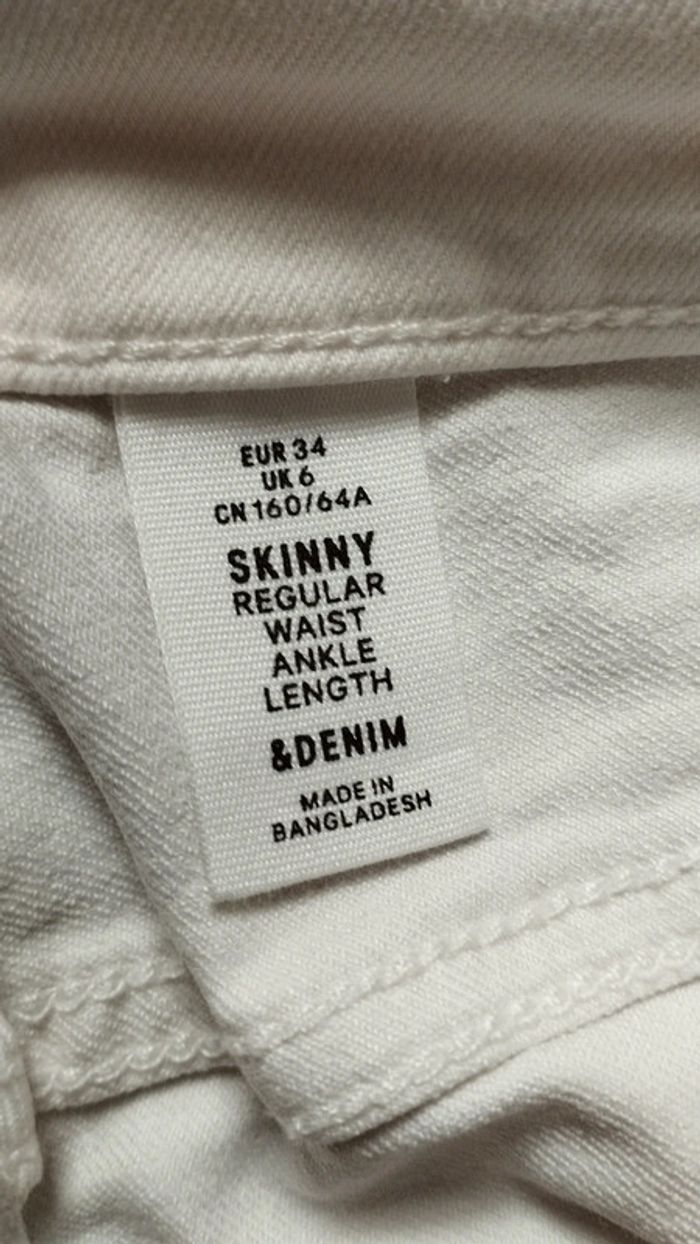 EUR 34
UK 6
CN 160/64A
SKINNY
REGULAR
WAIST
ANKLE
LENGTH
&DENIM
MADE IN
BANGLADESH